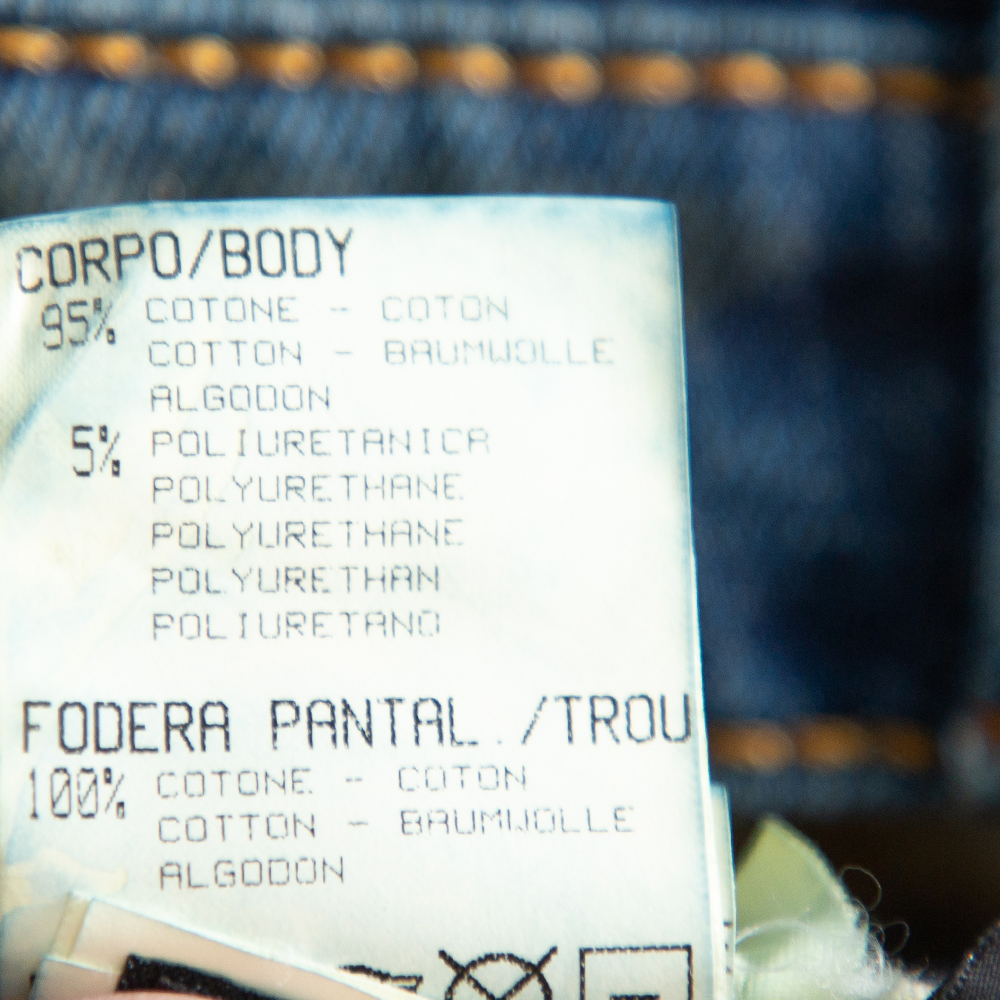 CORPO/BODY
95% COTONE - COTON
COTTON - BAUMWOLLE
ALGODON
5% POLIURETANICA
POLYURETHANE
POLYURETHANE
POLYURETHAN
POLIURETANO
FODERA PANTAL./TROU
100% COTONE - COTON
COTTON - BAUMWOLLE
ALGODON